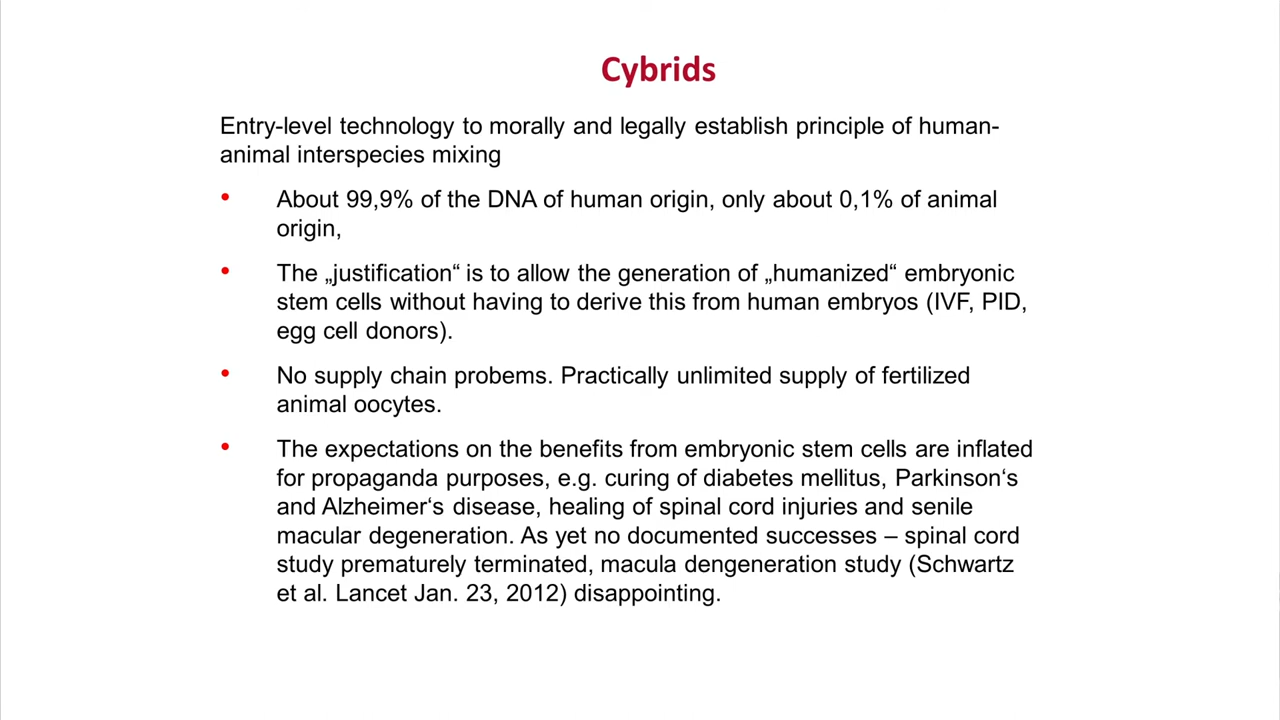 Cybrids
Entry-level technology to morally and legally establish principle of human-
animal interspecies mixing
• About 99,9% of the DNA of human origin, only about 0,1% of animal
origin,
• The „justification“ is to allow the generation of „humanized“ embryonic
stem cells without having to derive this from human embryos (IVF, PID,
egg cell donors).
• No supply chain probems. Practically unlimited supply of fertilized
animal oocytes.
• The expectations on the benefits from embryonic stem cells are inflated
for propaganda purposes, e.g. curing of diabetes mellitus, Parkinson‘s
and Alzheimer‘s disease, healing of spinal cord injuries and senile
macular degeneration. As yet no documented successes – spinal cord
study prematurely terminated, macula dengeneration study (Schwartz
et al. Lancet Jan. 23, 2012) disappointing.